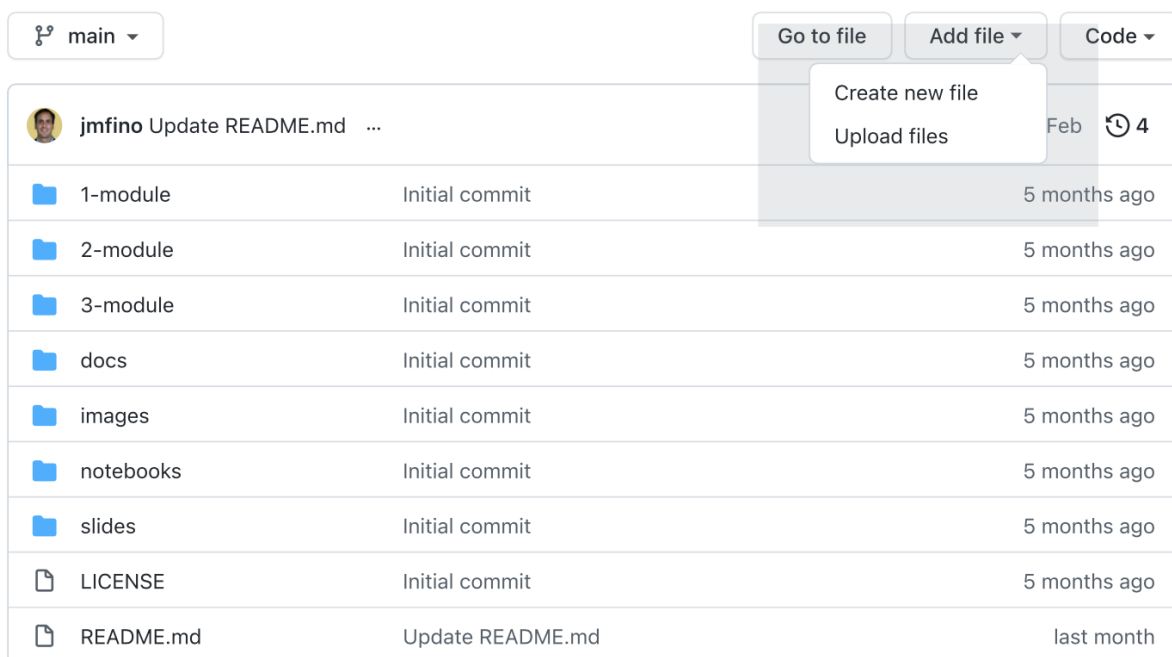 main Go to file Add file Code
Create new file
jmfino Update README.md ... Feb 4
Upload files
1-module Initial commit 5 months ago
2-module Initial commit 5 months ago
3-module Initial commit 5 months ago
docs Initial commit 5 months ago
images Initial commit 5 months ago
notebooks Initial commit 5 months ago
slides Initial commit 5 months ago
LICENSE Initial commit 5 months ago
README.md Update README.md last month